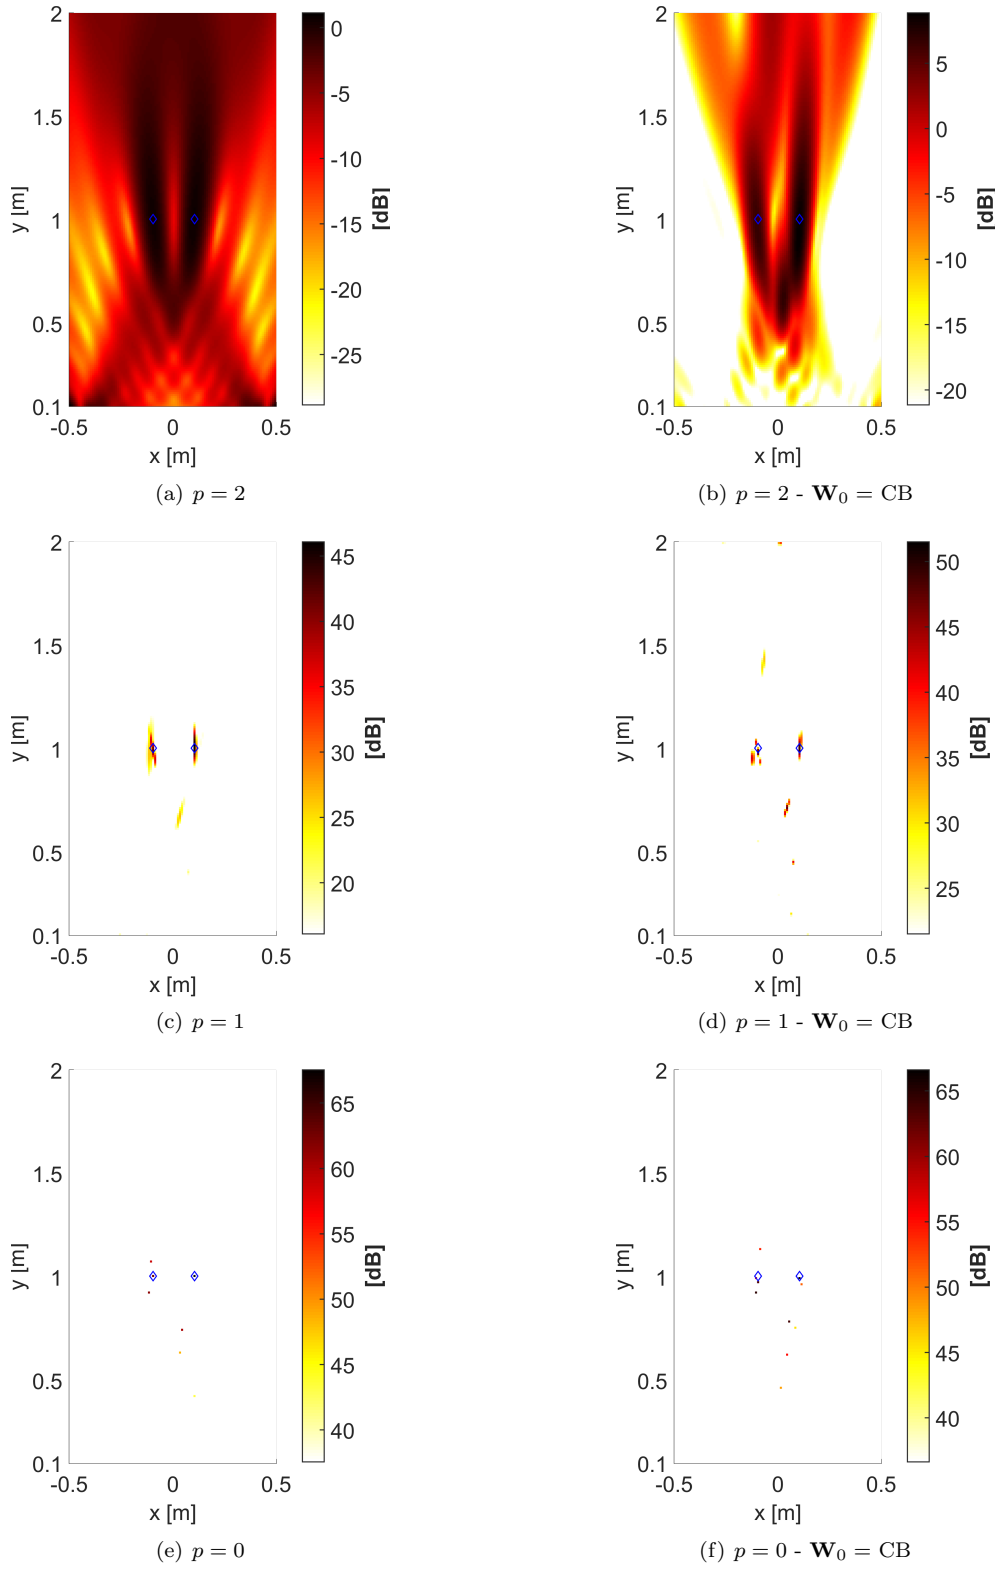 2
1.5
1
0.5
0.1
y [m]
-0.5 0 0.5
x [m]
0
-5
-10
-15
-20
-25
[dB]
(a) p = 2
2
1.5
1
0.5
0.1
y [m]
-0.5 0 0.5
x [m]
5
0
-5
-10
-15
-20
[dB]
(b) p = 2 - W₀ = CB
2
1.5
1
0.5
0.1
y [m]
-0.5 0 0.5
x [m]
45
40
35
30
25
20
[dB]
(c) p = 1
2
1.5
1
0.5
0.1
y [m]
-0.5 0 0.5
x [m]
50
45
40
35
30
25
[dB]
(d) p = 1 - W₀ = CB
2
1.5
1
0.5
0.1
y [m]
-0.5 0 0.5
x [m]
65
60
55
50
45
40
[dB]
(e) p = 0
2
1.5
1
0.5
0.1
y [m]
-0.5 0 0.5
x [m]
65
60
55
50
45
40
[dB]
(f) p = 0 - W₀ = CB